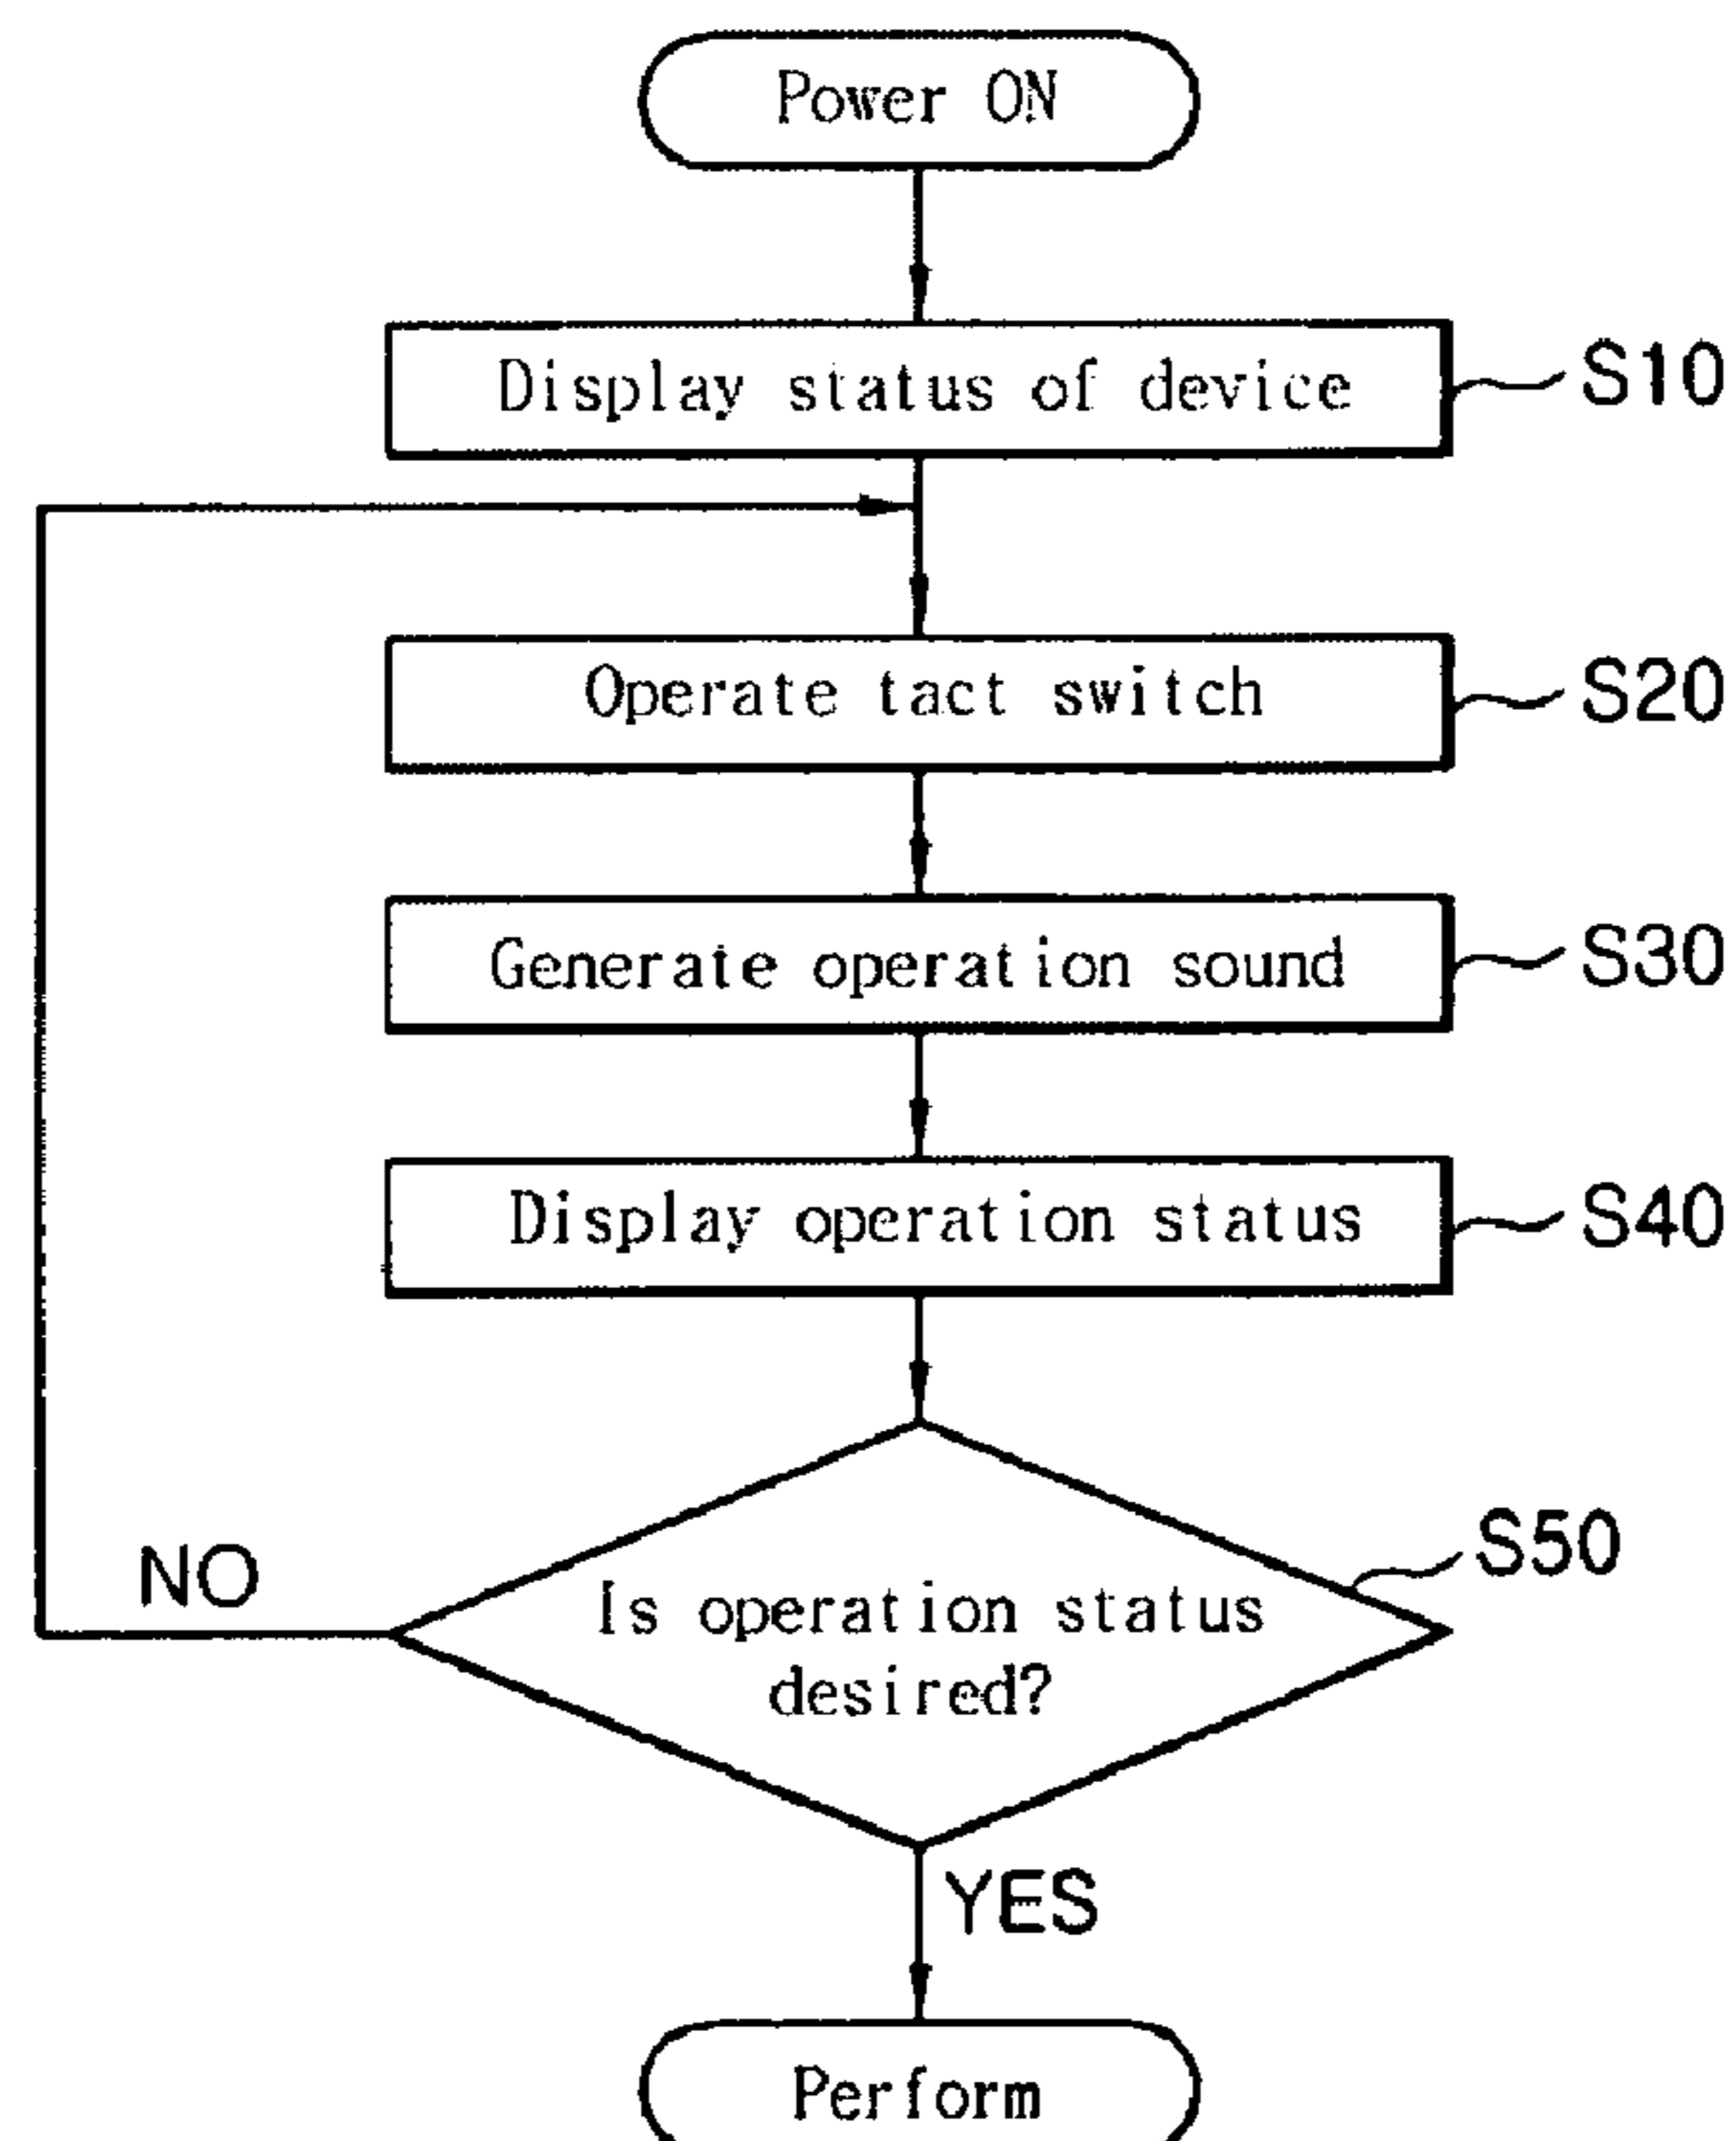 Power ON
Display status of device
S10
Operate tact switch
S20
Generate operation sound
S30
Display operation status
S40
S50
NO
Is operation status
desired?
YES
Perform